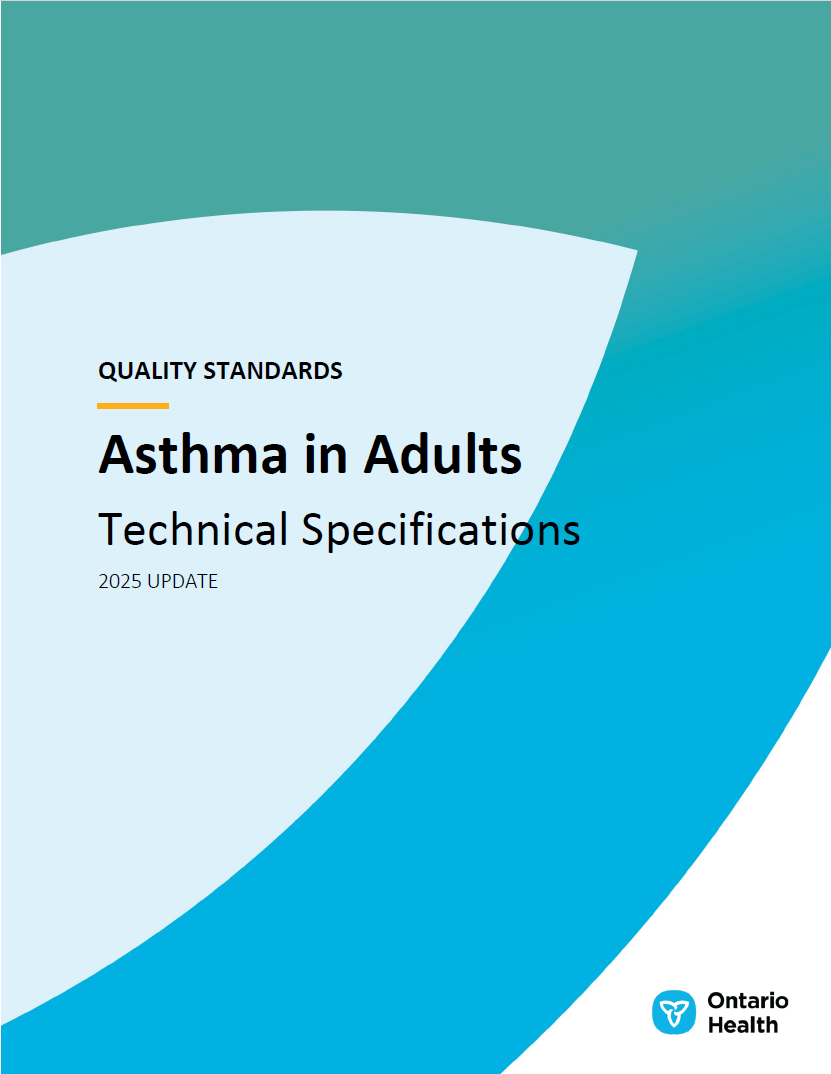 QUALITY STANDARDS
Asthma in Adults
Technical Specifications
2025 UPDATE
Ontario
Health